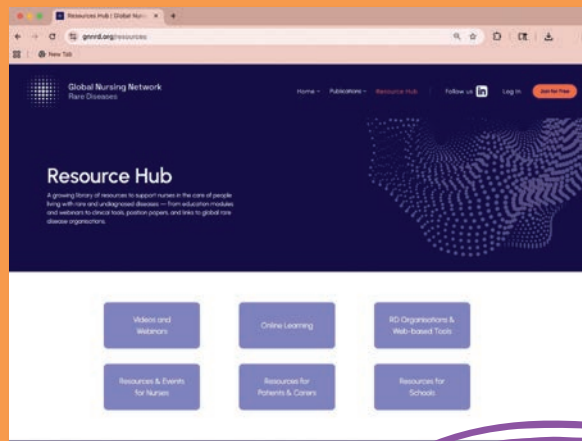 Resources Hub | Global Nurs
gnnrd.org/resources
New Tab
Global Nursing Network
Rare Diseases
Home
Publications
Resource Hub
Follow us
in
Log In
Join for Free
Resource Hub
A growing library of resources to support nurses in the care of people
living with rare and undiagnosed diseases — from education modules
and webinars to clinical tools, position papers, and links to global rare
disease organisations.
Videos and
Webinars
Online Learning
RD Organisations &
Web-based Tools
Resources & Events
for Nurses
Resources for
Patients & Carers
Resources for
Schools